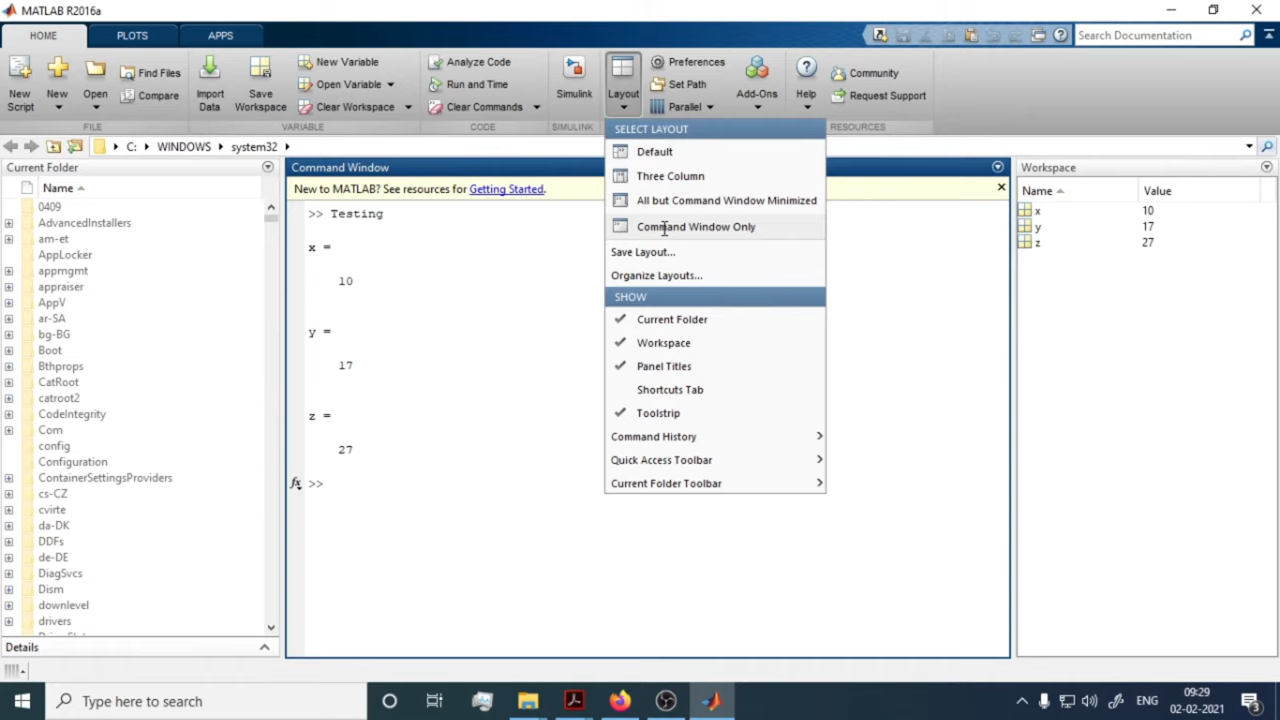 MATLAB R2016a
HOME
PLOTS
APPS
Search Documentation
New Script
New
Open
Find Files
Compare
Import Data
Save Workspace
New Variable
Open Variable
Clear Workspace
Analyze Code
Run and Time
Clear Commands
Simulink
Layout
Preferences
Set Path
Parallel
Add-Ons
Help
Community
Request Support
FILE
VARIABLE
CODE
SIMULINK
RESOURCES
C:
WINDOWS
system32
Current Folder
Name
0409
AdvancedInstallers
am-et
AppLocker
appmgmt
appraiser
AppV
ar-SA
bg-BG
Boot
Bthprops
CatRoot
catroot2
CodeIntegrity
Com
config
Configuration
ContainerSettingsProviders
cs-CZ
cvirte
da-DK
DDFs
de-DE
DiagSvcs
Dism
downlevel
drivers
Details
Command Window
New to MATLAB? See resources for Getting Started.
>> Testing
x =
10
y =
17
z =
27
fx >>
SELECT LAYOUT
Default
Three Column
All but Command Window Minimized
Command Window Only
Save Layout...
Organize Layouts...
SHOW
Current Folder
Workspace
Panel Titles
Shortcuts Tab
Toolstrip
Command History
Quick Access Toolbar
Current Folder Toolbar
Workspace
Name Value
x 10
y 17
z 27
Type here to search
ENG
09:29
02-02-2021
3